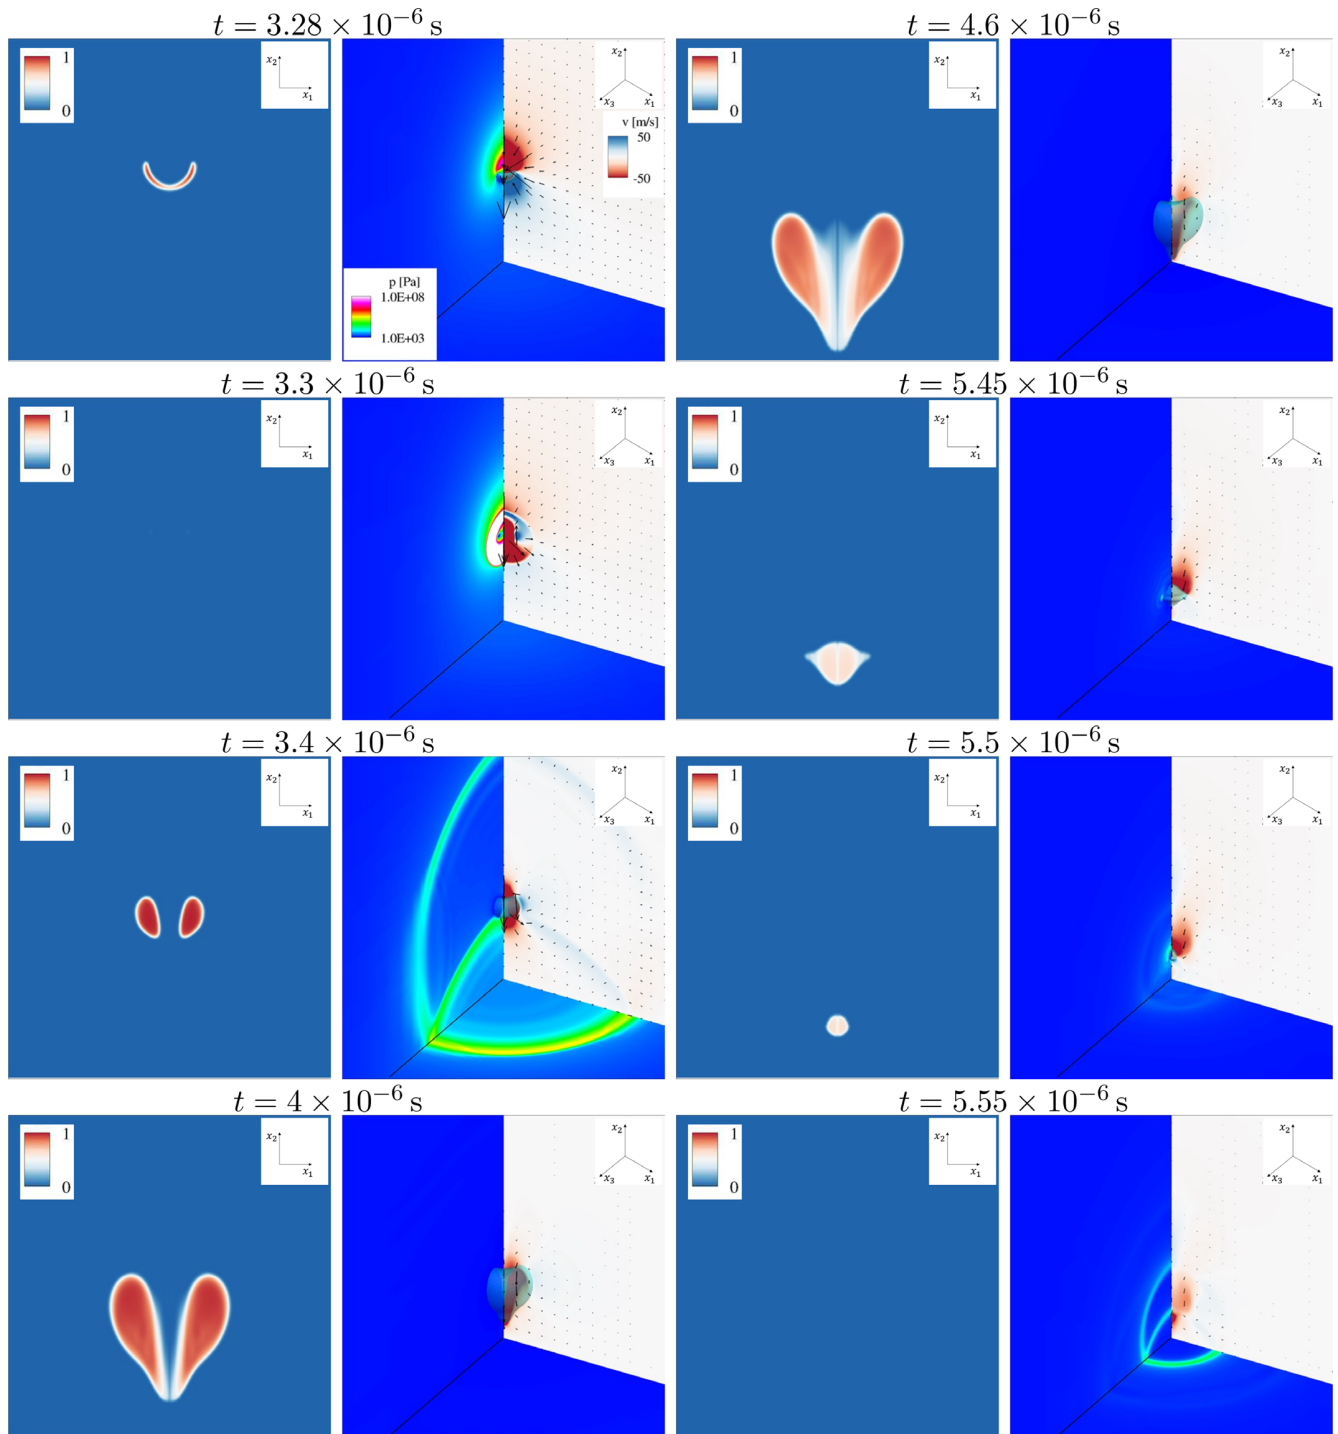 t = 3.28 × 10⁻⁶ s
1
0
x₂
x₁
x₂
x₃ x₁
v [m/s]
50
-50
p [Pa]
1.0E+08
1.0E+03
t = 4.6 × 10⁻⁶ s
1
0
x₂
x₁
x₂
x₃ x₁
t = 3.3 × 10⁻⁶ s
1
0
x₂
x₁
x₂
x₃ x₁
t = 5.45 × 10⁻⁶ s
1
0
x₂
x₁
x₂
x₃ x₁
t = 3.4 × 10⁻⁶ s
1
0
x₂
x₁
x₂
x₃ x₁
t = 5.5 × 10⁻⁶ s
1
0
x₂
x₁
x₂
x₃ x₁
t = 4 × 10⁻⁶ s
1
0
x₂
x₁
x₂
x₃ x₁
t = 5.55 × 10⁻⁶ s
1
0
x₂
x₁
x₂
x₃ x₁